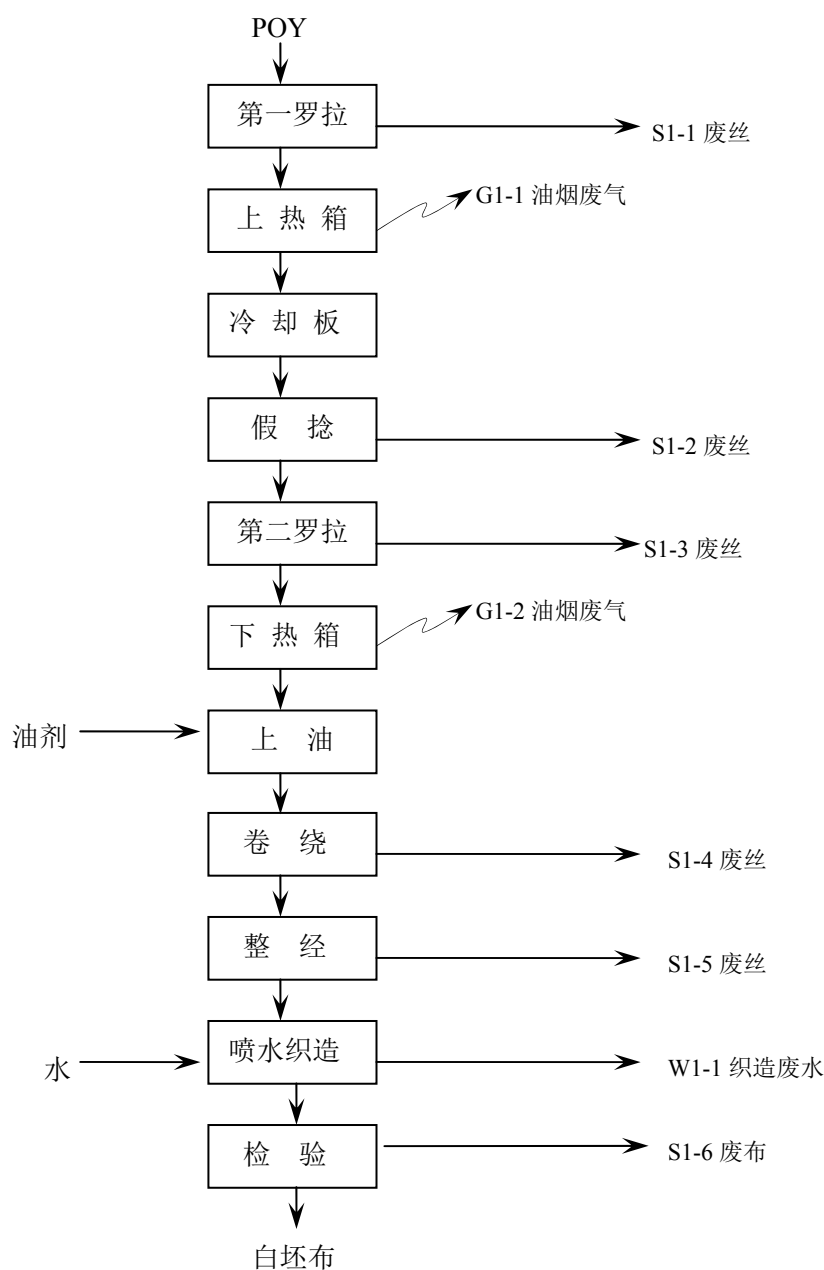 POY
第一罗拉
S1-1 废丝
上 热 箱
G1-1 油烟废气
冷 却 板
假 捻
S1-2 废丝
第二罗拉
S1-3 废丝
下 热 箱
G1-2 油烟废气
油剂
上 油
卷 绕
S1-4 废丝
整 经
S1-5 废丝
水
喷水织造
W1-1 织造废水
检 验
S1-6 废布
白坯布